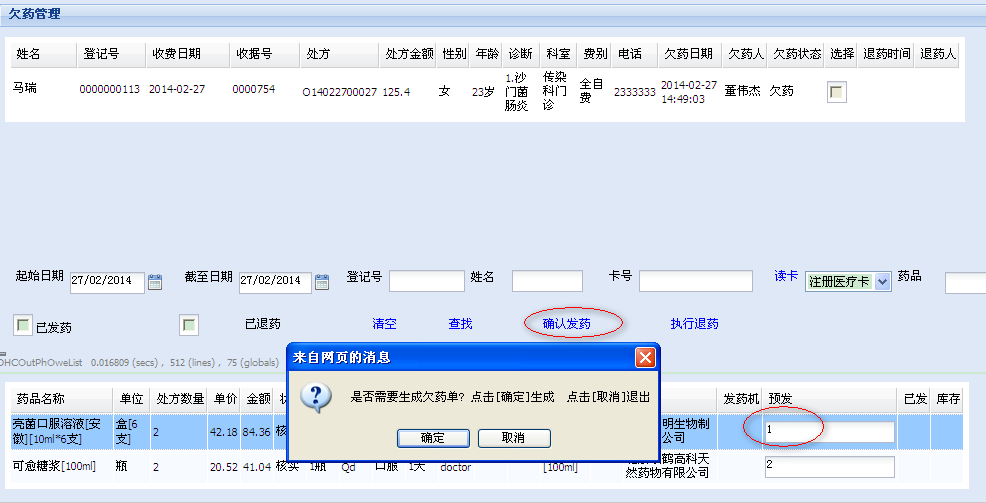 欠药管理
姓名 登记号 收费日期 收据号 处方 处方金额 性别 年龄 诊断 科室 费别 电话 欠药日期 欠药人 欠药状态 选择 退药时间 退药人
马瑞 0000000113 2014-02-27 0000754 O14022700027 125.4 女 23岁 1.沙门菌肠炎 传染科门诊 全自费 2333333 2014-02-27 14:49:03 董伟杰 欠药
起始日期 27/02/2014 截至日期 27/02/2014 登记号 姓名 卡号 读卡 注册医疗卡 药品
已发药 已退药 清空 查找 确认发药 执行退药
DHCOutPhOweList 0.016809 (secs) , 512 (lines) , 75 (globals)
来自网页的消息
是否需要生成欠药单? 点击[确定]生成 点击[取消]退出
确定 取消
药品名称 单位 处方数量 单价 金额 发药机 预发 已发 库存
亮菌口服溶液[安徽][10ml*6支] 盒[6支] 2 42.18 84.36 核 明生物制 公司 1
可愈糖浆[100ml] 瓶 2 20.52 41.04 核实 1瓶 Qd 口服 1天 doctor [100ml] 鹤高科天然药物有限公司 2